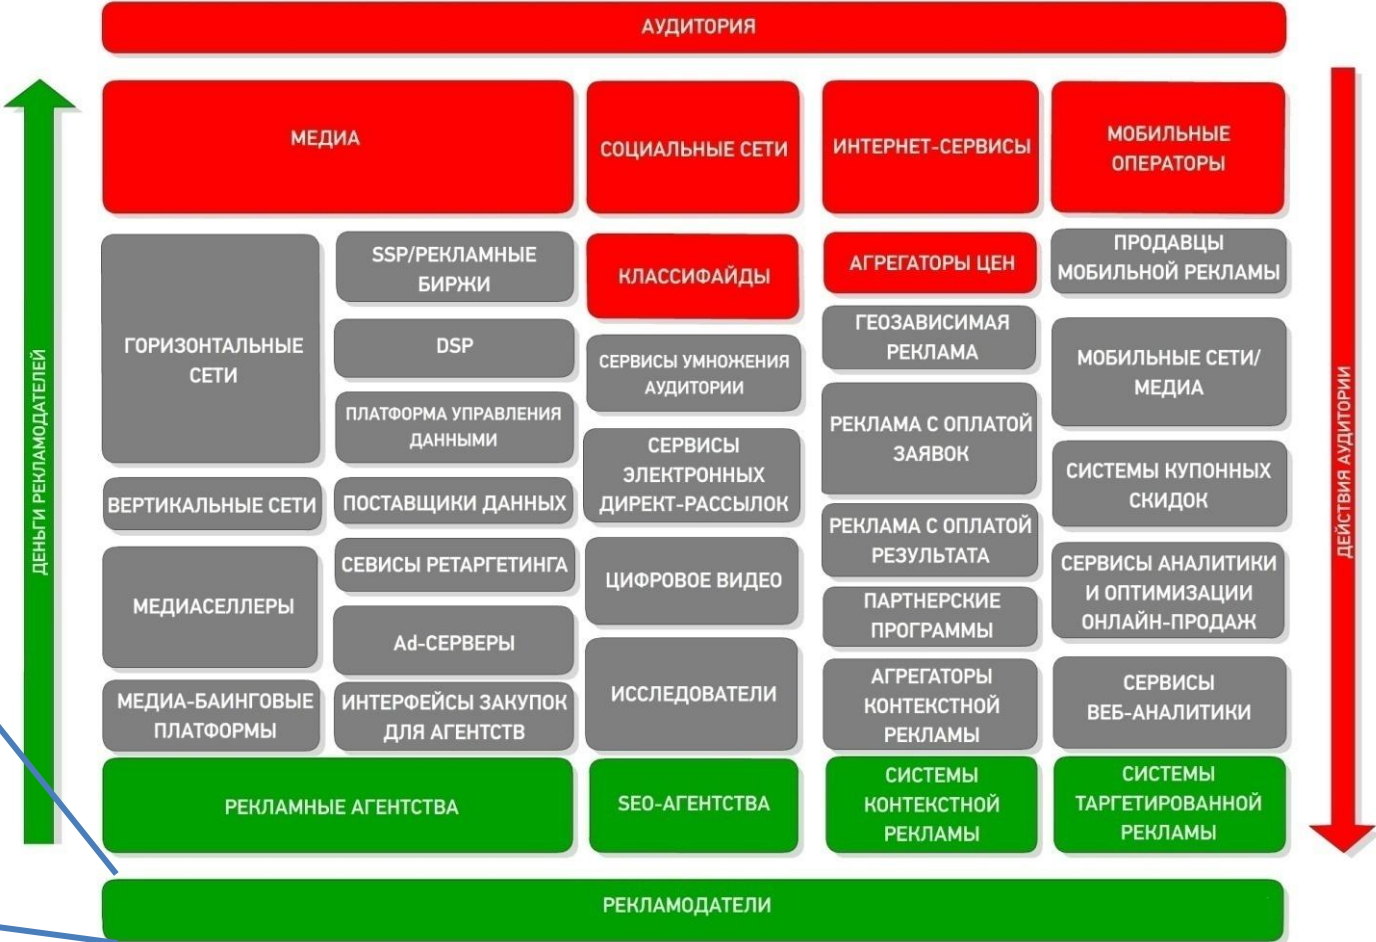 АУДИТОРИЯ
ДЕНЬГИ РЕКЛАМОДАТЕЛЕЙ
МЕДИА
СОЦИАЛЬНЫЕ СЕТИ
ИНТЕРНЕТ-СЕРВИСЫ
МОБИЛЬНЫЕ
ОПЕРАТОРЫ
ГОРИЗОНТАЛЬНЫЕ
СЕТИ
ВЕРТИКАЛЬНЫЕ СЕТИ
МЕДИАСЕЛЛЕРЫ
МЕДИА-БАИНГОВЫЕ
ПЛАТФОРМЫ
SSP/РЕКЛАМНЫЕ
БИРЖИ
DSP
ПЛАТФОРМА УПРАВЛЕНИЯ
ДАННЫМИ
ПОСТАВЩИКИ ДАННЫХ
СЕВИСЫ РЕТАРГЕТИНГА
Ad-СЕРВЕРЫ
ИНТЕРФЕЙСЫ ЗАКУПОК
ДЛЯ АГЕНТСТВ
КЛАССИФАЙДЫ
СЕРВИСЫ УМНОЖЕНИЯ
АУДИТОРИИ
СЕРВИСЫ
ЭЛЕКТРОННЫХ
ДИРЕКТ-РАССЫЛОК
ЦИФРОВОЕ ВИДЕО
ИССЛЕДОВАТЕЛИ
АГРЕГАТОРЫ ЦЕН
ГЕОЗАВИСИМАЯ
РЕКЛАМА
РЕКЛАМА С ОПЛАТОЙ
ЗАЯВОК
РЕКЛАМА С ОПЛАТОЙ
РЕЗУЛЬТАТА
ПАРТНЕРСКИЕ
ПРОГРАММЫ
АГРЕГАТОРЫ
КОНТЕКСТНОЙ
РЕКЛАМЫ
ПРОДАВЦЫ
МОБИЛЬНОЙ РЕКЛАМЫ
МОБИЛЬНЫЕ СЕТИ/
МЕДИА
СИСТЕМЫ КУПОННЫХ
СКИДОК
СЕРВИСЫ АНАЛИТИКИ
И ОПТИМИЗАЦИИ
ОНЛАЙН-ПРОДАЖ
СЕРВИСЫ
ВЕБ-АНАЛИТИКИ
РЕКЛАМНЫЕ АГЕНТСТВА
SEO-АГЕНТСТВА
СИСТЕМЫ
КОНТЕКСТНОЙ
РЕКЛАМЫ
СИСТЕМЫ
ТАРГЕТИРОВАННОЙ
РЕКЛАМЫ
ДЕЙСТВИЯ АУДИТОРИИ
РЕКЛАМОДАТЕЛИ